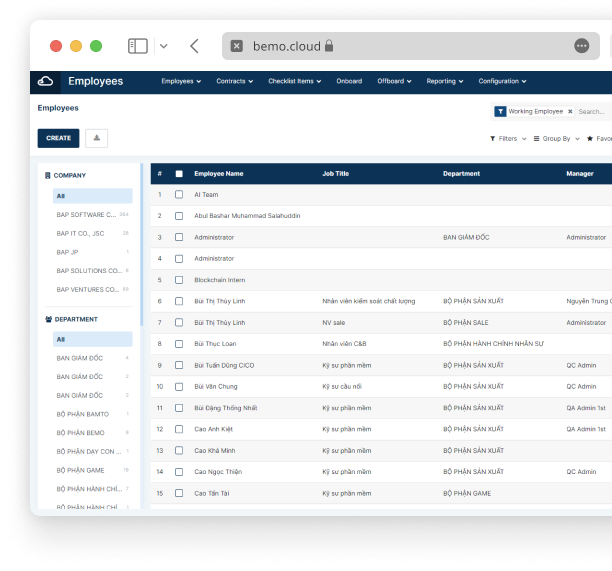 bemo.cloud
Employees
Employees Contracts Checklist Items Onboard Offboard Reporting Configuration
Employees
Working Employee × Search...
CREATE
Filters Group By Favor
COMPANY
All
BAP SOFTWARE C... 204
BAP IT CO., JSC 28
BAP JP 1
BAP SOLUTIONS CO...
BAP VENTURES CO...
DEPARTMENT
All
BAN GIÁM ĐỐC 4
BAN GIÁM ĐỐC 2
BAN GIÁM ĐỐC
BỘ PHẬN BAMTO 1
BỘ PHẬN BEMO
BỘ PHẬN DẠY CON ... 1
BỘ PHẬN GAME
BỘ PHẬN HÀNH CHÍ... 7
BỘ PHẬN HÀNH CHÍ 1
# Employee Name Job Title Department Manager
1 AI Team
2 Abul Bashar Muhammad Salahuddin
3 Administrator BAN GIÁM ĐỐC Administrator
4 Administrator
5 Blockchain Intern
6 Bùi Thị Thùy Linh Nhân viên kiểm soát chất lượng BỘ PHẬN SẢN XUẤT Nguyễn Trung
7 Bùi Thị Thùy Linh NV sale BỘ PHẬN SALE Administrator
8 Bùi Thục Loan Nhân viên C&B BỘ PHẬN HÀNH CHÍNH NHÂN SỰ
9 Bùi Tuấn Dũng CICO Kỹ sư phần mềm BỘ PHẬN SẢN XUẤT QC Admin
10 Bùi Văn Chung Kỹ sư cầu nối BỘ PHẬN SẢN XUẤT QC Admin
11 Bùi Đặng Thống Nhất Kỹ sư phần mềm BỘ PHẬN SẢN XUẤT QA Admin 1st
12 Cao Anh Kiệt Kỹ sư phần mềm BỘ PHẬN SẢN XUẤT QA Admin 1st
13 Cao Khả Minh Kỹ sư phần mềm BỘ PHẬN SẢN XUẤT
14 Cao Ngọc Thiện Kỹ sư phần mềm BỘ PHẬN SẢN XUẤT QC Admin
15 Cao Tấn Tài Kỹ sư phần mềm BỘ PHẬN GAME